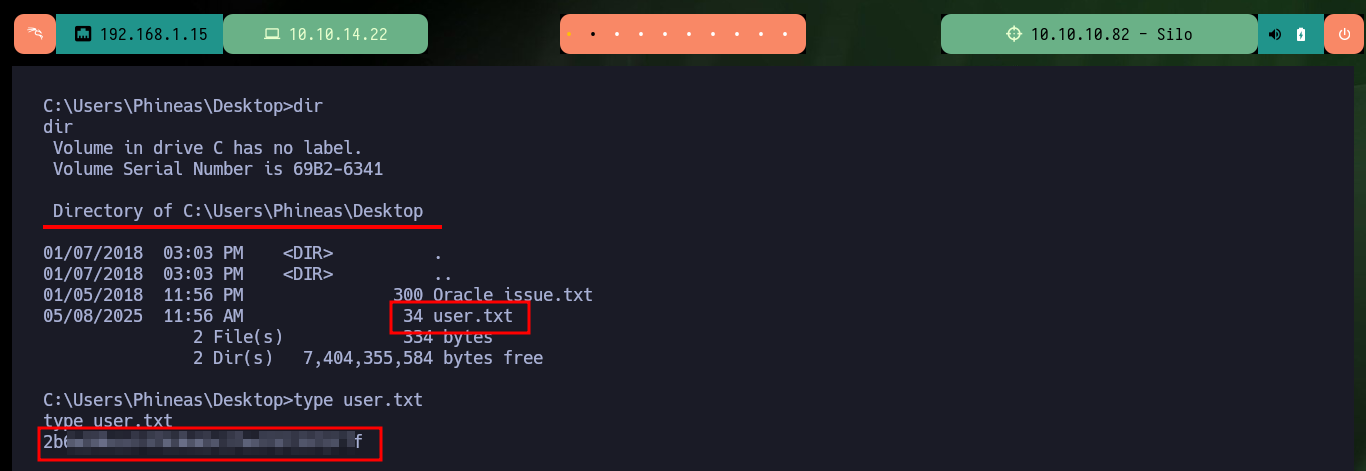 192.168.1.15 10.10.14.22 10.10.10.82 - Silo
C:\Users\Phineas\Desktop>dir
dir
Volume in drive C has no label.
Volume Serial Number is 69B2-6341
Directory of C:\Users\Phineas\Desktop
01/07/2018 03:03 PM <DIR> .
01/07/2018 03:03 PM <DIR> ..
01/05/2018 11:56 PM 300 Oracle issue.txt
05/08/2025 11:56 AM 34 user.txt
2 File(s) 334 bytes
2 Dir(s) 7,404,355,584 bytes free
C:\Users\Phineas\Desktop>type user.txt
type user.txt